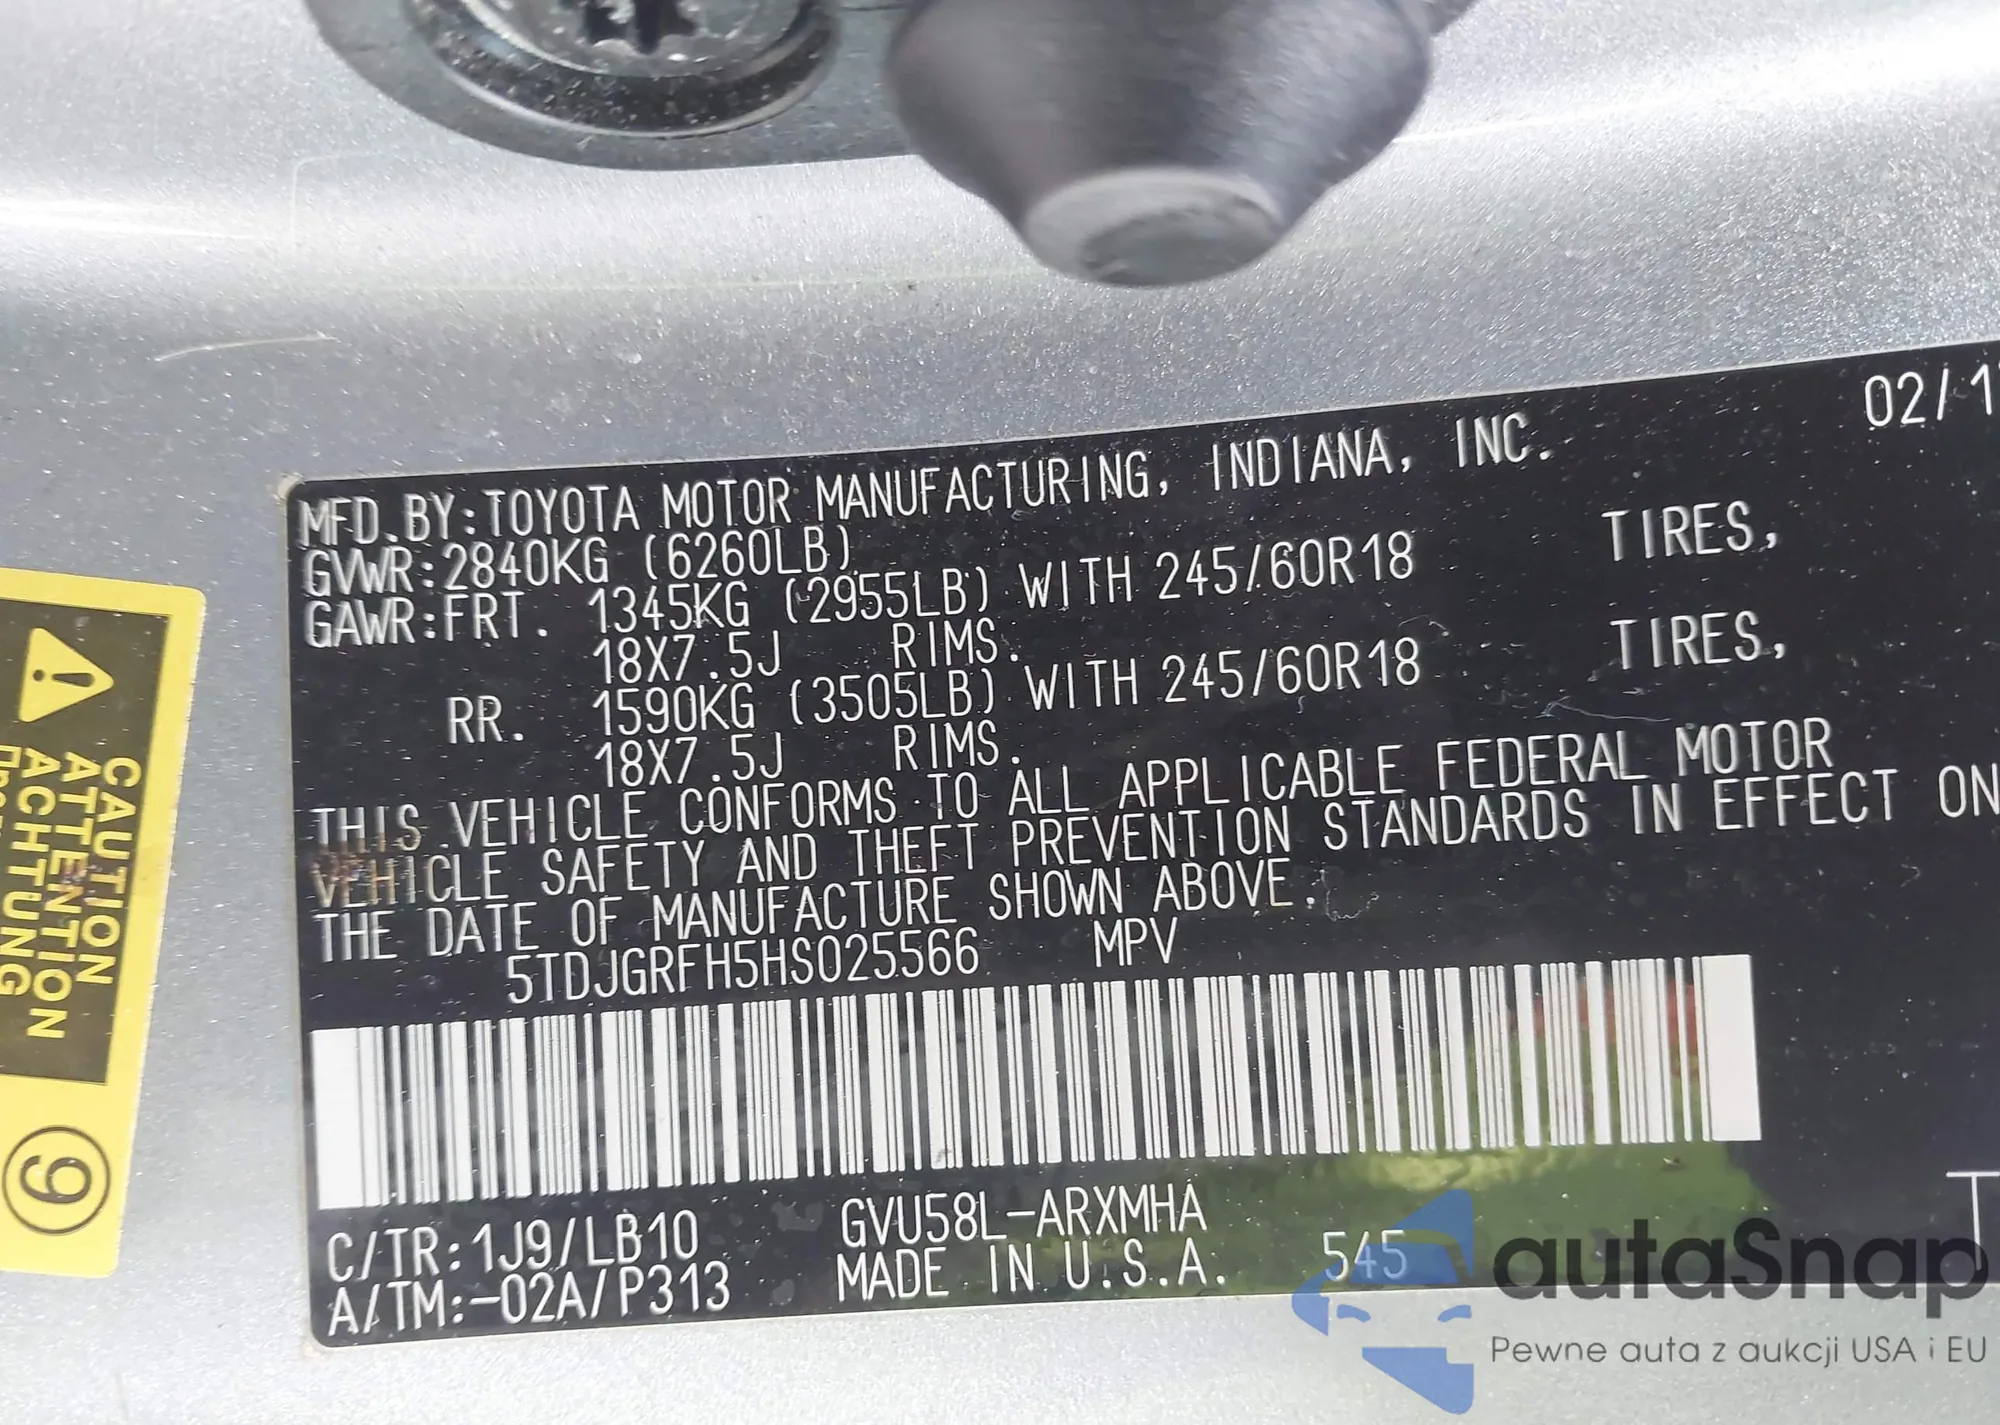 02/1
MFD.BY:TOYOTA MOTOR MANUFACTURING, INDIANA, INC.
GVWR:2840KG (6260LB)
GAWR:FRT. 1345KG (2955LB) WITH 245/60R18 TIRES,
18X7.5J RIMS.
RR. 1590KG (3505LB) WITH 245/60R18 TIRES,
18X7.5J RIMS.
THIS VEHICLE CONFORMS TO ALL APPLICABLE FEDERAL MOTOR
VEHICLE SAFETY AND THEFT PREVENTION STANDARDS IN EFFECT ON
THE DATE OF MANUFACTURE SHOWN ABOVE.
5TDJGRFH5HS025566 MPV
C/TR:1J9/LB10 GVU58L-ARXMHA
A/TM:-02A/P313 MADE IN U.S.A. 545
CAUTION
ATTENTION
ACHTUNG
9
autaSnap
Pewne auta z aukcji USA i EU